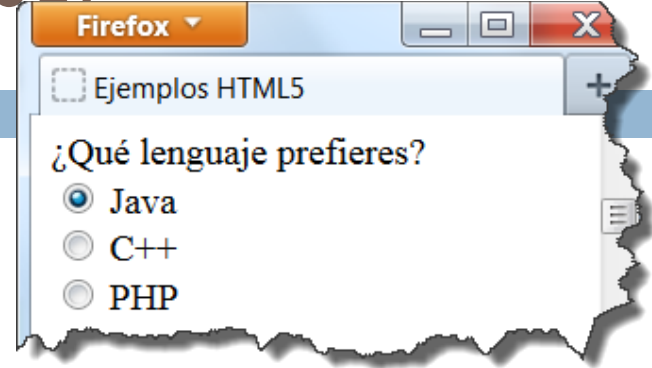 Firefox
Ejemplos HTML5
¿Qué lenguaje prefieres?
Java
C++
PHP